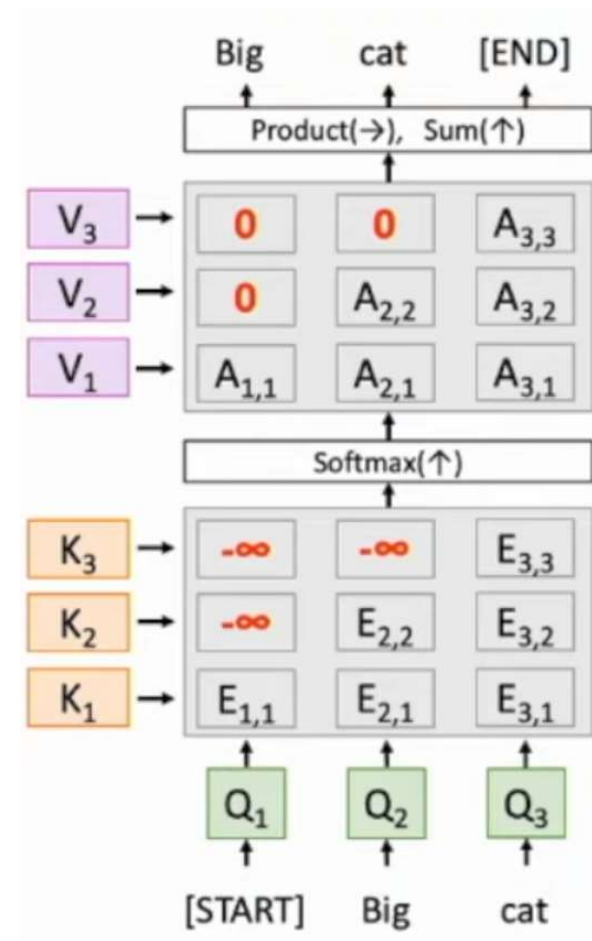 Big cat [END]
Product(→), Sum(↑)
V₃ 0 0 A₃,₃
V₂ 0 A₂,₂ A₃,₂
V₁ A₁,₁ A₂,₁ A₃,₁
Softmax(↑)
K₃ -∞ -∞ E₃,₃
K₂ -∞ E₂,₂ E₃,₂
K₁ E₁,₁ E₂,₁ E₃,₁
Q₁ Q₂ Q₃
[START] Big cat